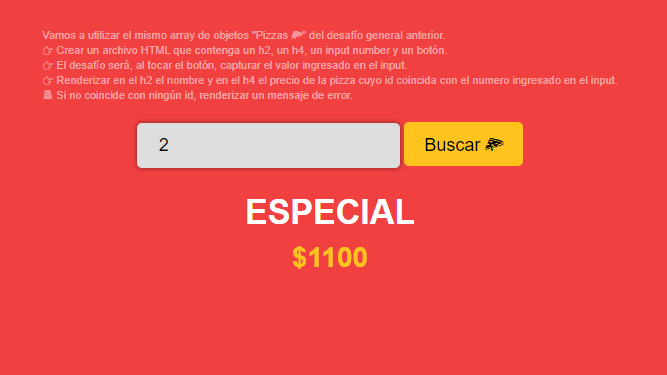 Vamos a utilizar el mismo array de objetos "Pizzas 🍕" del desafío general anterior.
👉 Crear un archivo HTML que contenga un h2, un h4, un input number y un botón.
👉 El desafío será, al tocar el botón, capturar el valor ingresado en el input.
👉 Renderizar en el h2 el nombre y en el h4 el precio de la pizza cuyo id coincida con el numero ingresado en el input.
🚨 Si no coincide con ningún id, renderizar un mensaje de error.
2
Buscar 🍕
ESPECIAL
$1100